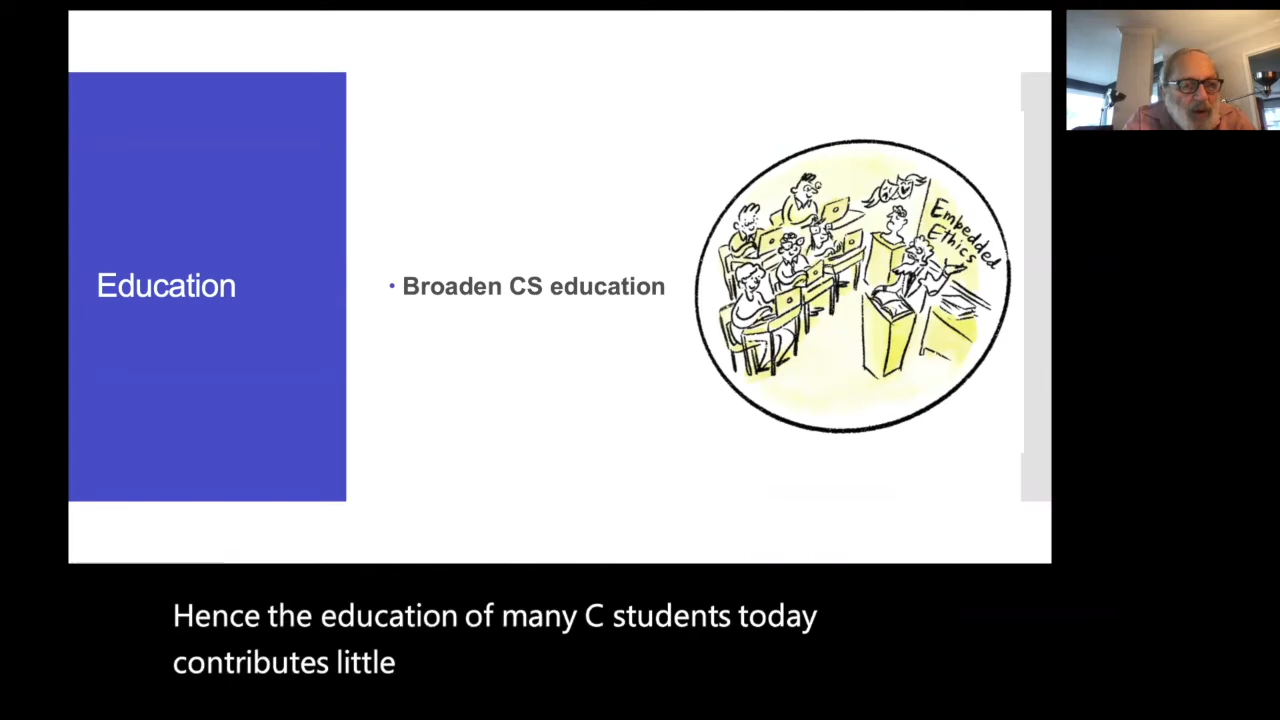 Education
• Broaden CS education
Embedded
Ethics
Hence the education of many C students today
contributes little